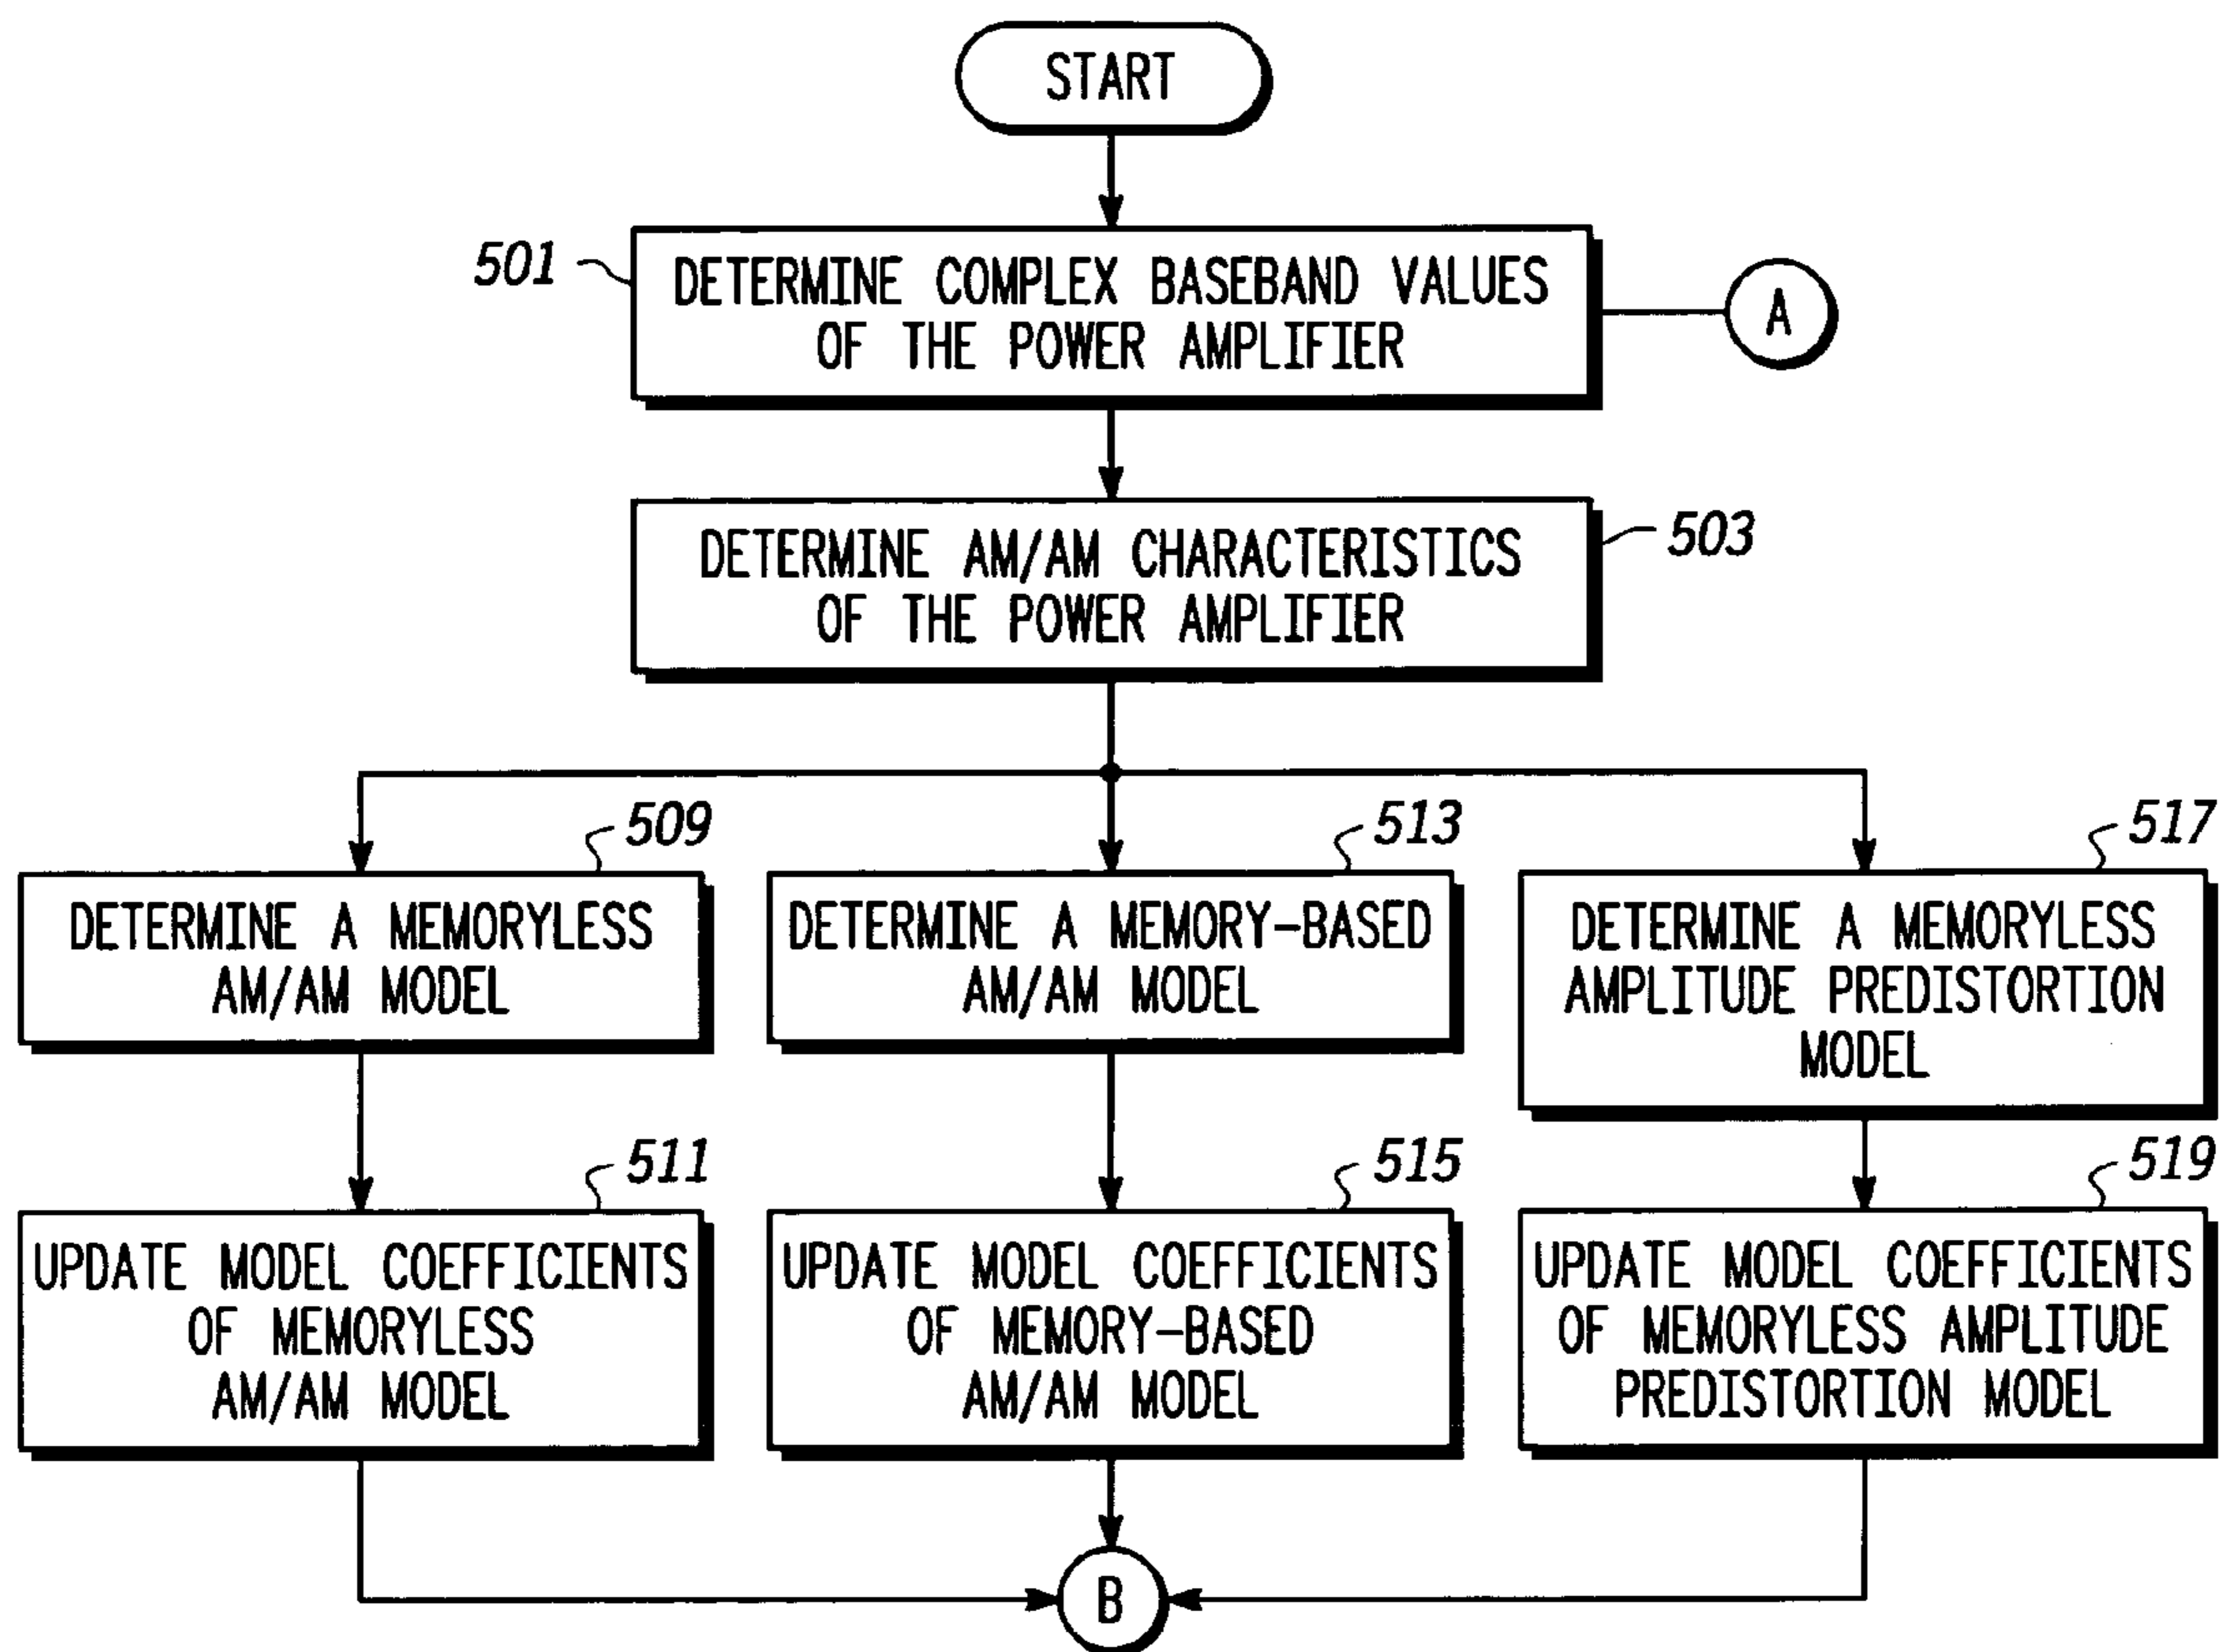 START
501
DETERMINE COMPLEX BASEBAND VALUES
OF THE POWER AMPLIFIER
A
DETERMINE AM/AM CHARACTERISTICS
OF THE POWER AMPLIFIER
503
509
DETERMINE A MEMORYLESS
AM/AM MODEL
513
DETERMINE A MEMORY-BASED
AM/AM MODEL
517
DETERMINE A MEMORYLESS
AMPLITUDE PREDISTORTION
MODEL
511
UPDATE MODEL COEFFICIENTS
OF MEMORYLESS
AM/AM MODEL
515
UPDATE MODEL COEFFICIENTS
OF MEMORY-BASED
AM/AM MODEL
519
UPDATE MODEL COEFFICIENTS
OF MEMORYLESS AMPLITUDE
PREDISTORTION MODEL
B